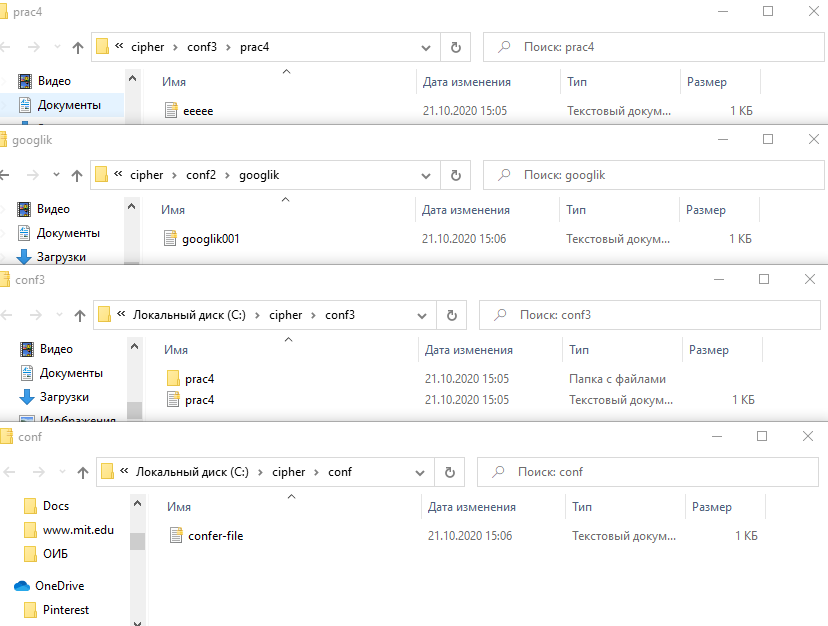 prac4
« cipher › conf3 › prac4 Поиск: prac4
Видео Имя Дата изменения Тип Размер
Документы eeeee 21.10.2020 15:05 Текстовый докум... 1 КБ
googlik
« cipher › conf2 › googlik Поиск: googlik
Видео Имя Дата изменения Тип Размер
Документы googlik001 21.10.2020 15:06 Текстовый докум... 1 КБ
Загрузки
conf3
« Локальный диск (C:) › cipher › conf3 Поиск: conf3
Видео Имя Дата изменения Тип Размер
Документы prac4 21.10.2020 15:05 Папка с файлами
Загрузки prac4 21.10.2020 15:05 Текстовый докум... 1 КБ
Изображения
conf
« Локальный диск (C:) › cipher › conf Поиск: conf
Docs Имя Дата изменения Тип Размер
www.mit.edu confer-file 21.10.2020 15:06 Текстовый докум... 1 КБ
ОИБ
OneDrive
Pinterest